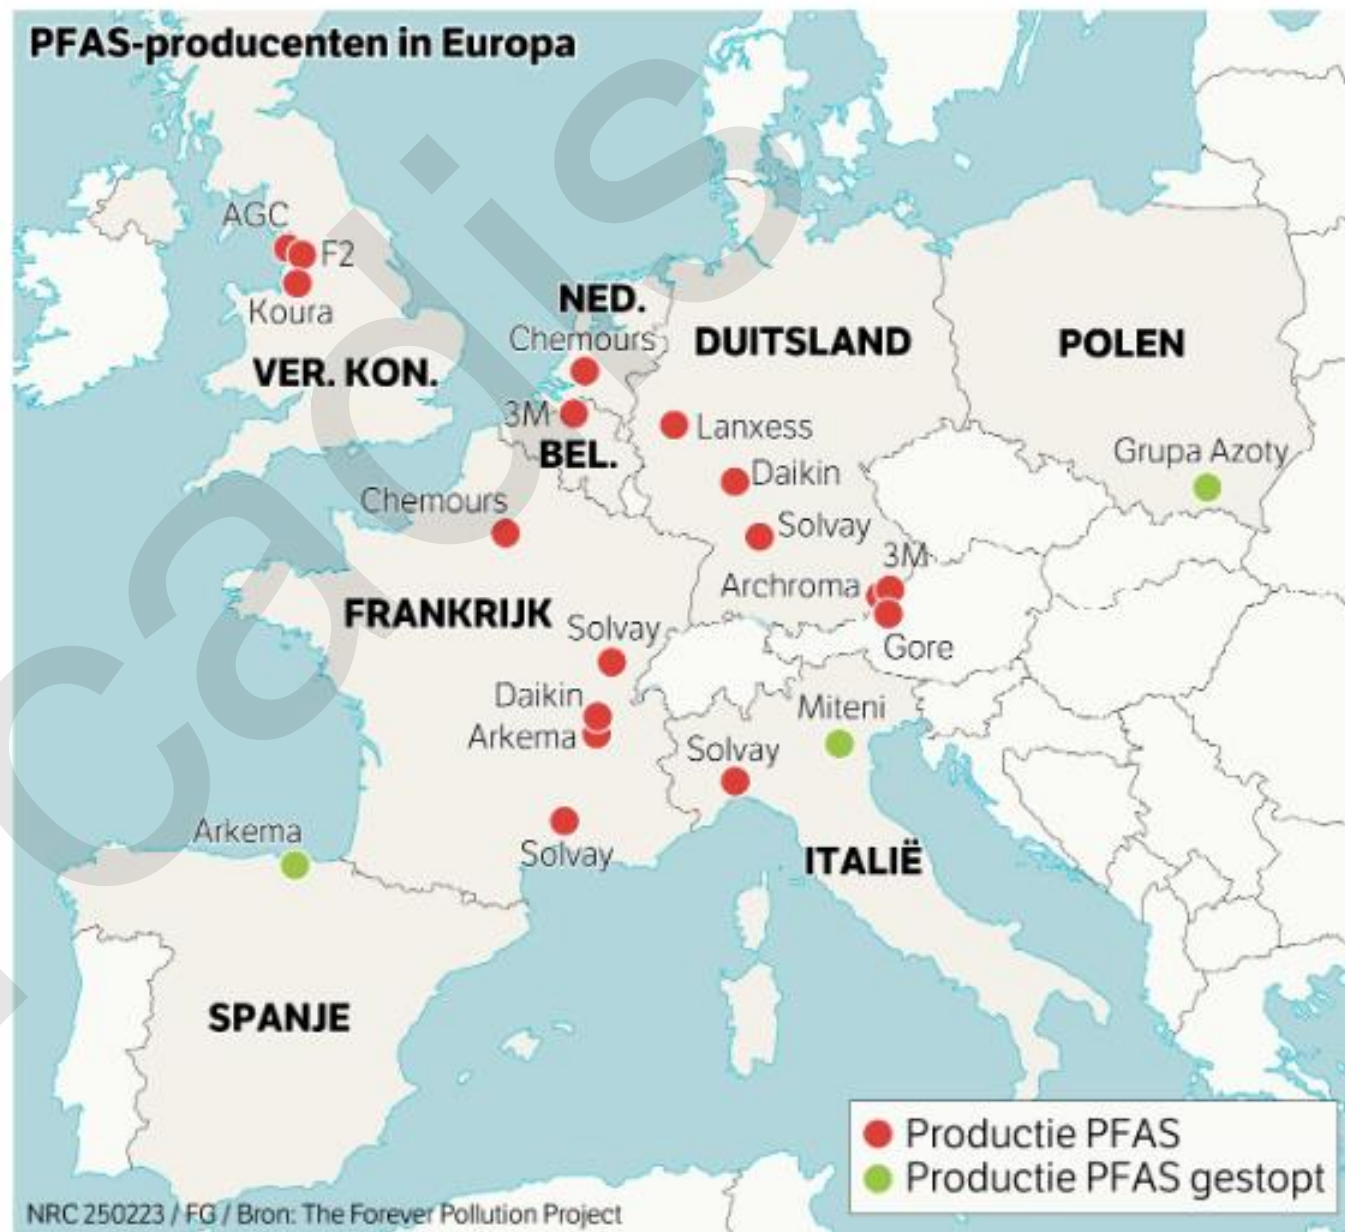 PFAS-producenten in Europa
AGC
F2
Koura
VER. KON.
NED.
Chemours
3M
BEL.
DUITSLAND
Lanxess
Daikin
Solvay
3M
Archroma
Gore
POLEN
Grupa Azoty
Chemours
FRANKRIJK
Solvay
Daikin
Arkema
Solvay
Miteni
Solvay
ITALIË
Arkema
SPANJE
Productie PFAS
Productie PFAS gestopt
NRC 250223 / FG / Bron: The Forever Pollution Project
cadis